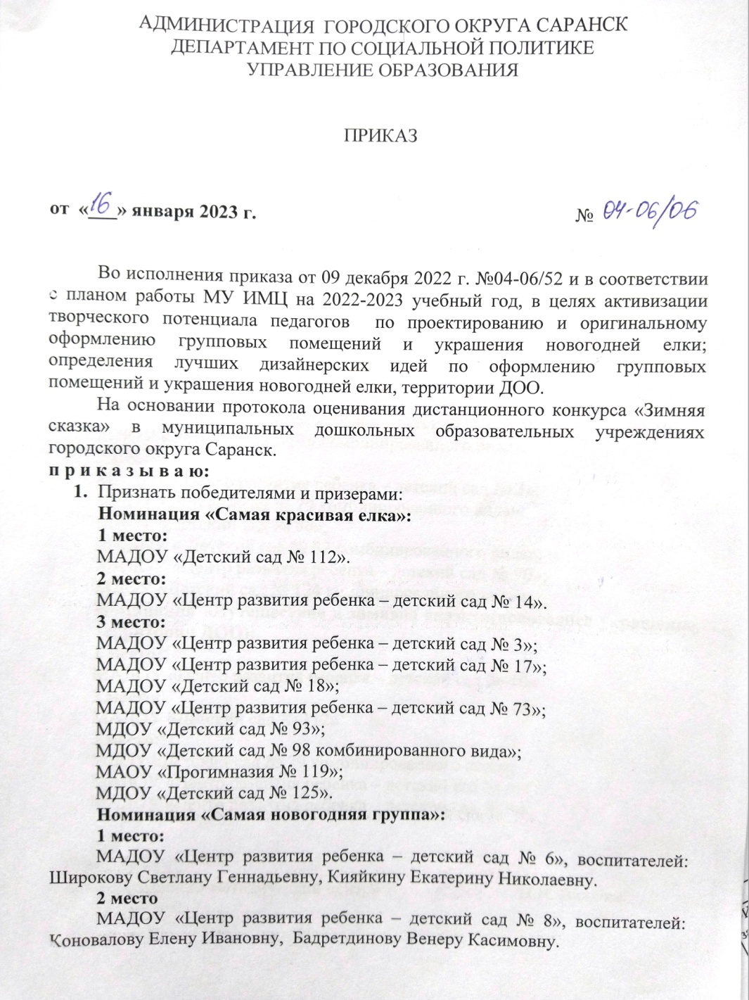 АДМИНИСТРАЦИЯ ГОРОДСКОГО ОКРУГА САРАНСК
ДЕПАРТАМЕНТ ПО СОЦИАЛЬНОЙ ПОЛИТИКЕ
УПРАВЛЕНИЕ ОБРАЗОВАНИЯ
ПРИКАЗ
от «16» января 2023 г. № 04-06/06
Во исполнения приказа от 09 декабря 2022 г. №04-06/52 и в соответствии
с планом работы МУ ИМЦ на 2022-2023 учебный год, в целях активизации
творческого потенциала педагогов по проектированию и оригинальному
оформлению групповых помещений и украшения новогодней елки;
определения лучших дизайнерских идей по оформлению групповых
помещений и украшения новогодней елки, территории ДОО.
На основании протокола оценивания дистанционного конкурса «Зимняя
сказка» в муниципальных дошкольных образовательных учреждениях
городского округа Саранск.
п р и к а з ы в а ю:
1. Признать победителями и призерами:
Номинация «Самая красивая елка»:
1 место:
МАДОУ «Детский сад № 112».
2 место:
МАДОУ «Центр развития ребенка – детский сад № 14».
3 место:
МАДОУ «Центр развития ребенка – детский сад № 3»;
МАДОУ «Центр развития ребенка – детский сад № 17»;
МАДОУ «Детский сад № 18»;
МАДОУ «Центр развития ребенка – детский сад № 73»;
МДОУ «Детский сад № 93»;
МДОУ «Детский сад № 98 комбинированного вида»;
МАОУ «Прогимназия № 119»;
МДОУ «Детский сад № 125».
Номинация «Самая новогодняя группа»:
1 место:
МАДОУ «Центр развития ребенка – детский сад № 6», воспитателей:
Широкову Светлану Геннадьевну, Кияйкину Екатерину Николаевну.
2 место
МАДОУ «Центр развития ребенка – детский сад № 8», воспитателей:
Коновалову Елену Ивановну, Бадретдинову Венеру Касимовну.